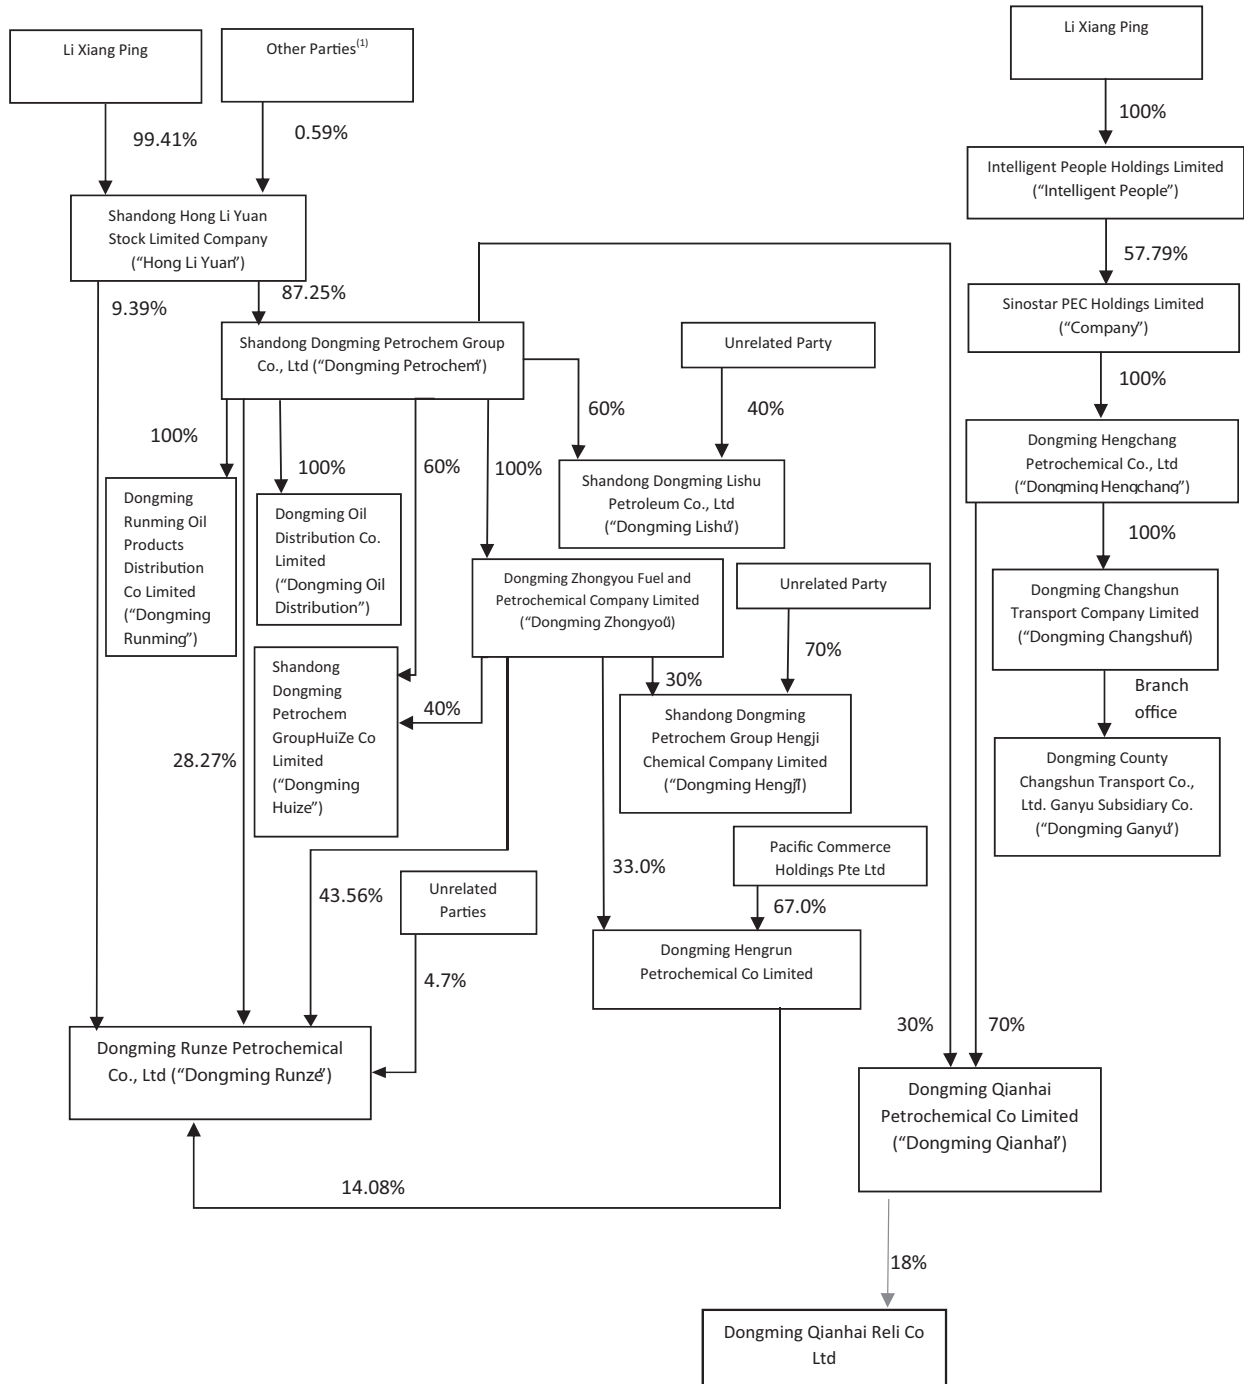 Li Xiang Ping
Other Parties(1)
Li Xiang Ping
99.41%
0.59%
100%
Intelligent People Holdings Limited
(“Intelligent People”)
Shandong Hong Li Yuan
Stock Limited Company
(“Hong Li Yuan”)
57.79%
9.39%
87.25%
Sinostar PEC Holdings Limited
(“Company”)
Shandong Dongming Petrochem Group
Co., Ltd (“Dongming Petrochem”)
Unrelated Party
100%
60%
40%
100%
100%
60%
100%
Dongming Hengchang
Petrochemical Co., Ltd
(“Dongming Hengchang”)
Shandong Dongming Lishu
Petroleum Co., Ltd
(“Dongming Lishu”)
Dongming
Runming Oil
Products
Distribution
Co Limited
(“Dongming
Runming”)
Dongming Oil
Distribution Co.
Limited
(“Dongming Oil
Distribution”)
100%
Dongming Zhongyou Fuel and
Petrochemical Company Limited
(“Dongming Zhongyou”)
Unrelated Party
Dongming Changshun
Transport Company Limited
(“Dongming Changshun”)
Shandong
Dongming
Petrochem
GroupHuiZe Co
Limited
(“Dongming
Huize”)
40%
30%
70%
Branch
office
Shandong Dongming
Petrochem Group Hengji
Chemical Company Limited
(“Dongming Hengji”)
28.27%
Dongming County
Changshun Transport Co.,
Ltd. Ganyu Subsidiary Co.
(“Dongming Ganyu”)
Pacific Commerce
Holdings Pte Ltd
43.56%
Unrelated
Parties
33.0%
67.0%
Dongming Hengrun
Petrochemical Co Limited
4.7%
30%
70%
Dongming Runze Petrochemical
Co., Ltd (“Dongming Runze”)
Dongming Qianhai
Petrochemical Co Limited
(“Dongming Qianhai”)
14.08%
18%
Dongming Qianhai Reli Co
Ltd